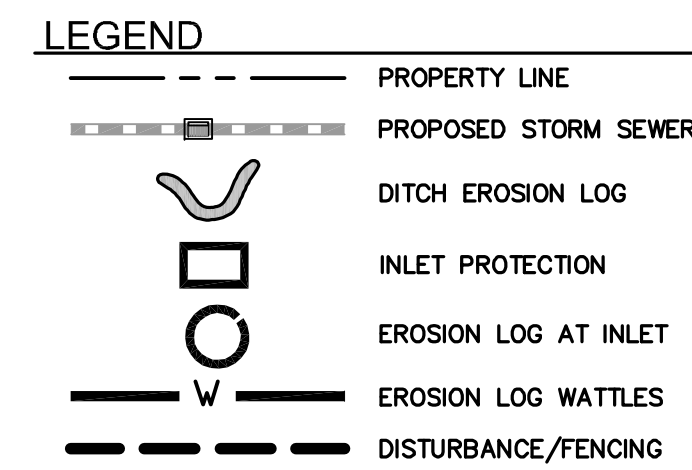 LEGEND
PROPERTY LINE
PROPOSED STORM SEWER
DITCH EROSION LOG
INLET PROTECTION
EROSION LOG AT INLET
W EROSION LOG WATTLES
DISTURBANCE/FENCING